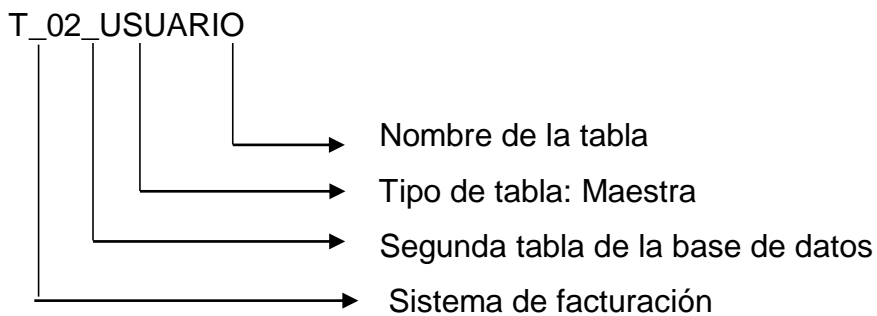 T_02_USUARIO
Nombre de la tabla
Tipo de tabla: Maestra
Segunda tabla de la base de datos
Sistema de facturación